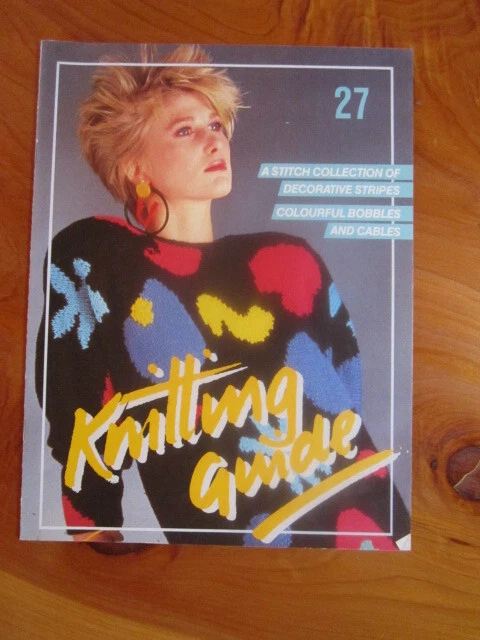 27
A STITCH COLLECTION OF
DECORATIVE STRIPES
COLOURFUL BOBBLES
AND CABLES
Knitting
Guide